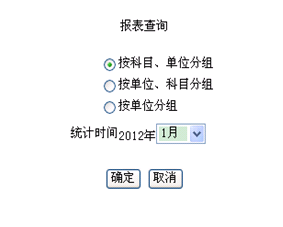 报表查询
按科目、单位分组
按单位、科目分组
按单位分组
统计时间2012年 1月
确定 取消